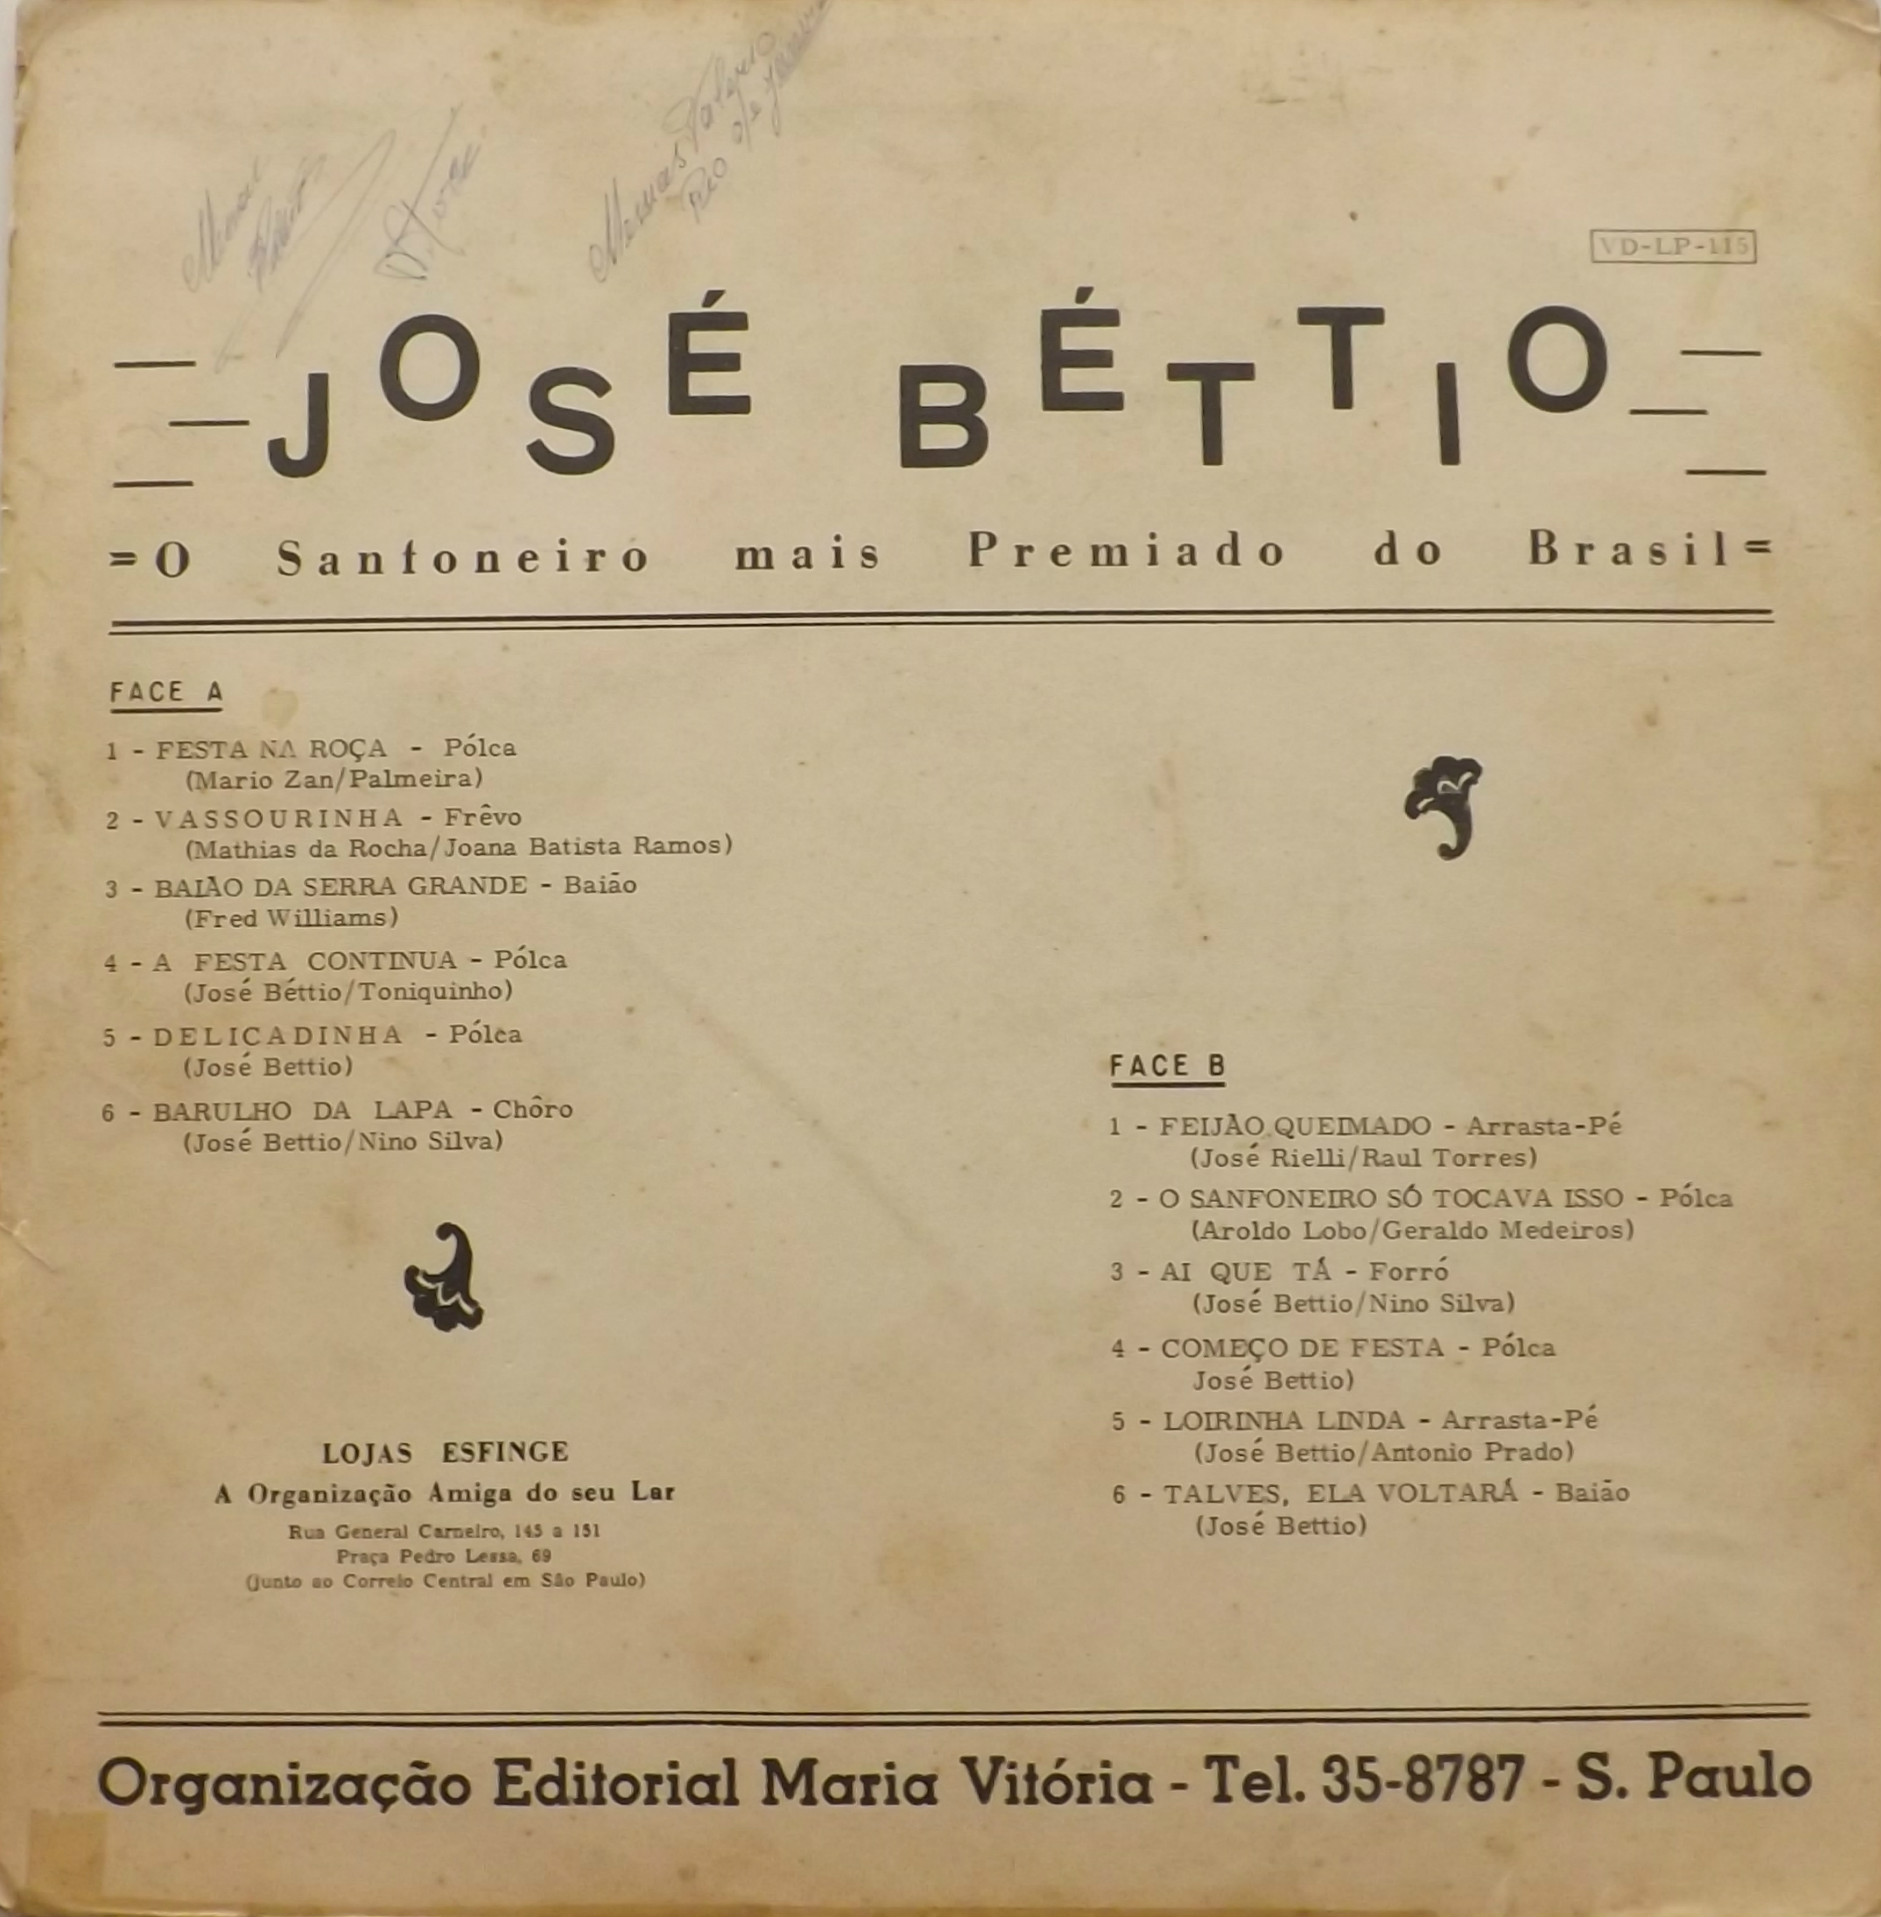 VD-LP-115
JOSÉ BÉTTIO
=O Sanfoneiro mais Premiado do Brasil=
FACE A
1 - FESTA NA ROÇA - Pólca
(Mario Zan/Palmeira)
2 - VASSOURINHA - Frêvo
(Mathias da Rocha/Joana Batista Ramos)
3 - BAIÃO DA SERRA GRANDE - Baião
(Fred Williams)
4 - A FESTA CONTINUA - Pólca
(José Béttio/Toniquinho)
5 - DELICADINHA - Pólca
(José Bettio)
6 - BARULHO DA LAPA - Chôro
(José Bettio/Nino Silva)
LOJAS ESFINGE
A Organização Amiga do seu Lar
Rua General Carneiro, 145 a 151
Praça Pedro Lessa, 69
(junto ao Correio Central em São Paulo)
FACE B
1 - FEIJÃO QUEIMADO - Arrasta-Pé
(José Rielli/Raul Torres)
2 - O SANFONEIRO SÓ TOCAVA ISSO - Pólca
(Aroldo Lobo/Geraldo Medeiros)
3 - AI QUE TÁ - Forró
(José Bettio/Nino Silva)
4 - COMEÇO DE FESTA - Pólca
José Bettio)
5 - LOIRINHA LINDA - Arrasta-Pé
(José Bettio/Antonio Prado)
6 - TALVES, ELA VOLTARÁ - Baião
(José Bettio)
Organização Editorial Maria Vitória - Tel. 35-8787 - S. Paulo